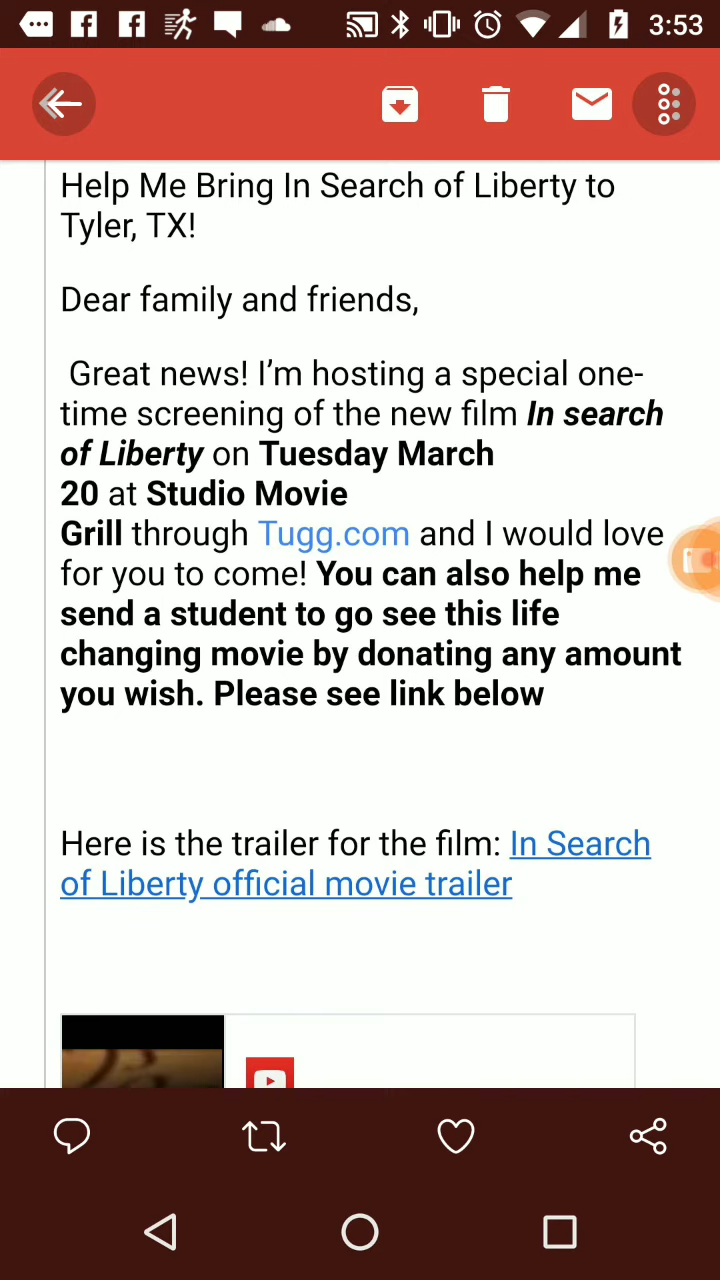 3:53
Help Me Bring In Search of Liberty to
Tyler, TX!
Dear family and friends,
Great news! I’m hosting a special one-
time screening of the new film In search
of Liberty on Tuesday March
20 at Studio Movie
Grill through Tugg.com and I would love
for you to come! You can also help me
send a student to go see this life
changing movie by donating any amount
you wish. Please see link below
Here is the trailer for the film: In Search
of Liberty official movie trailer